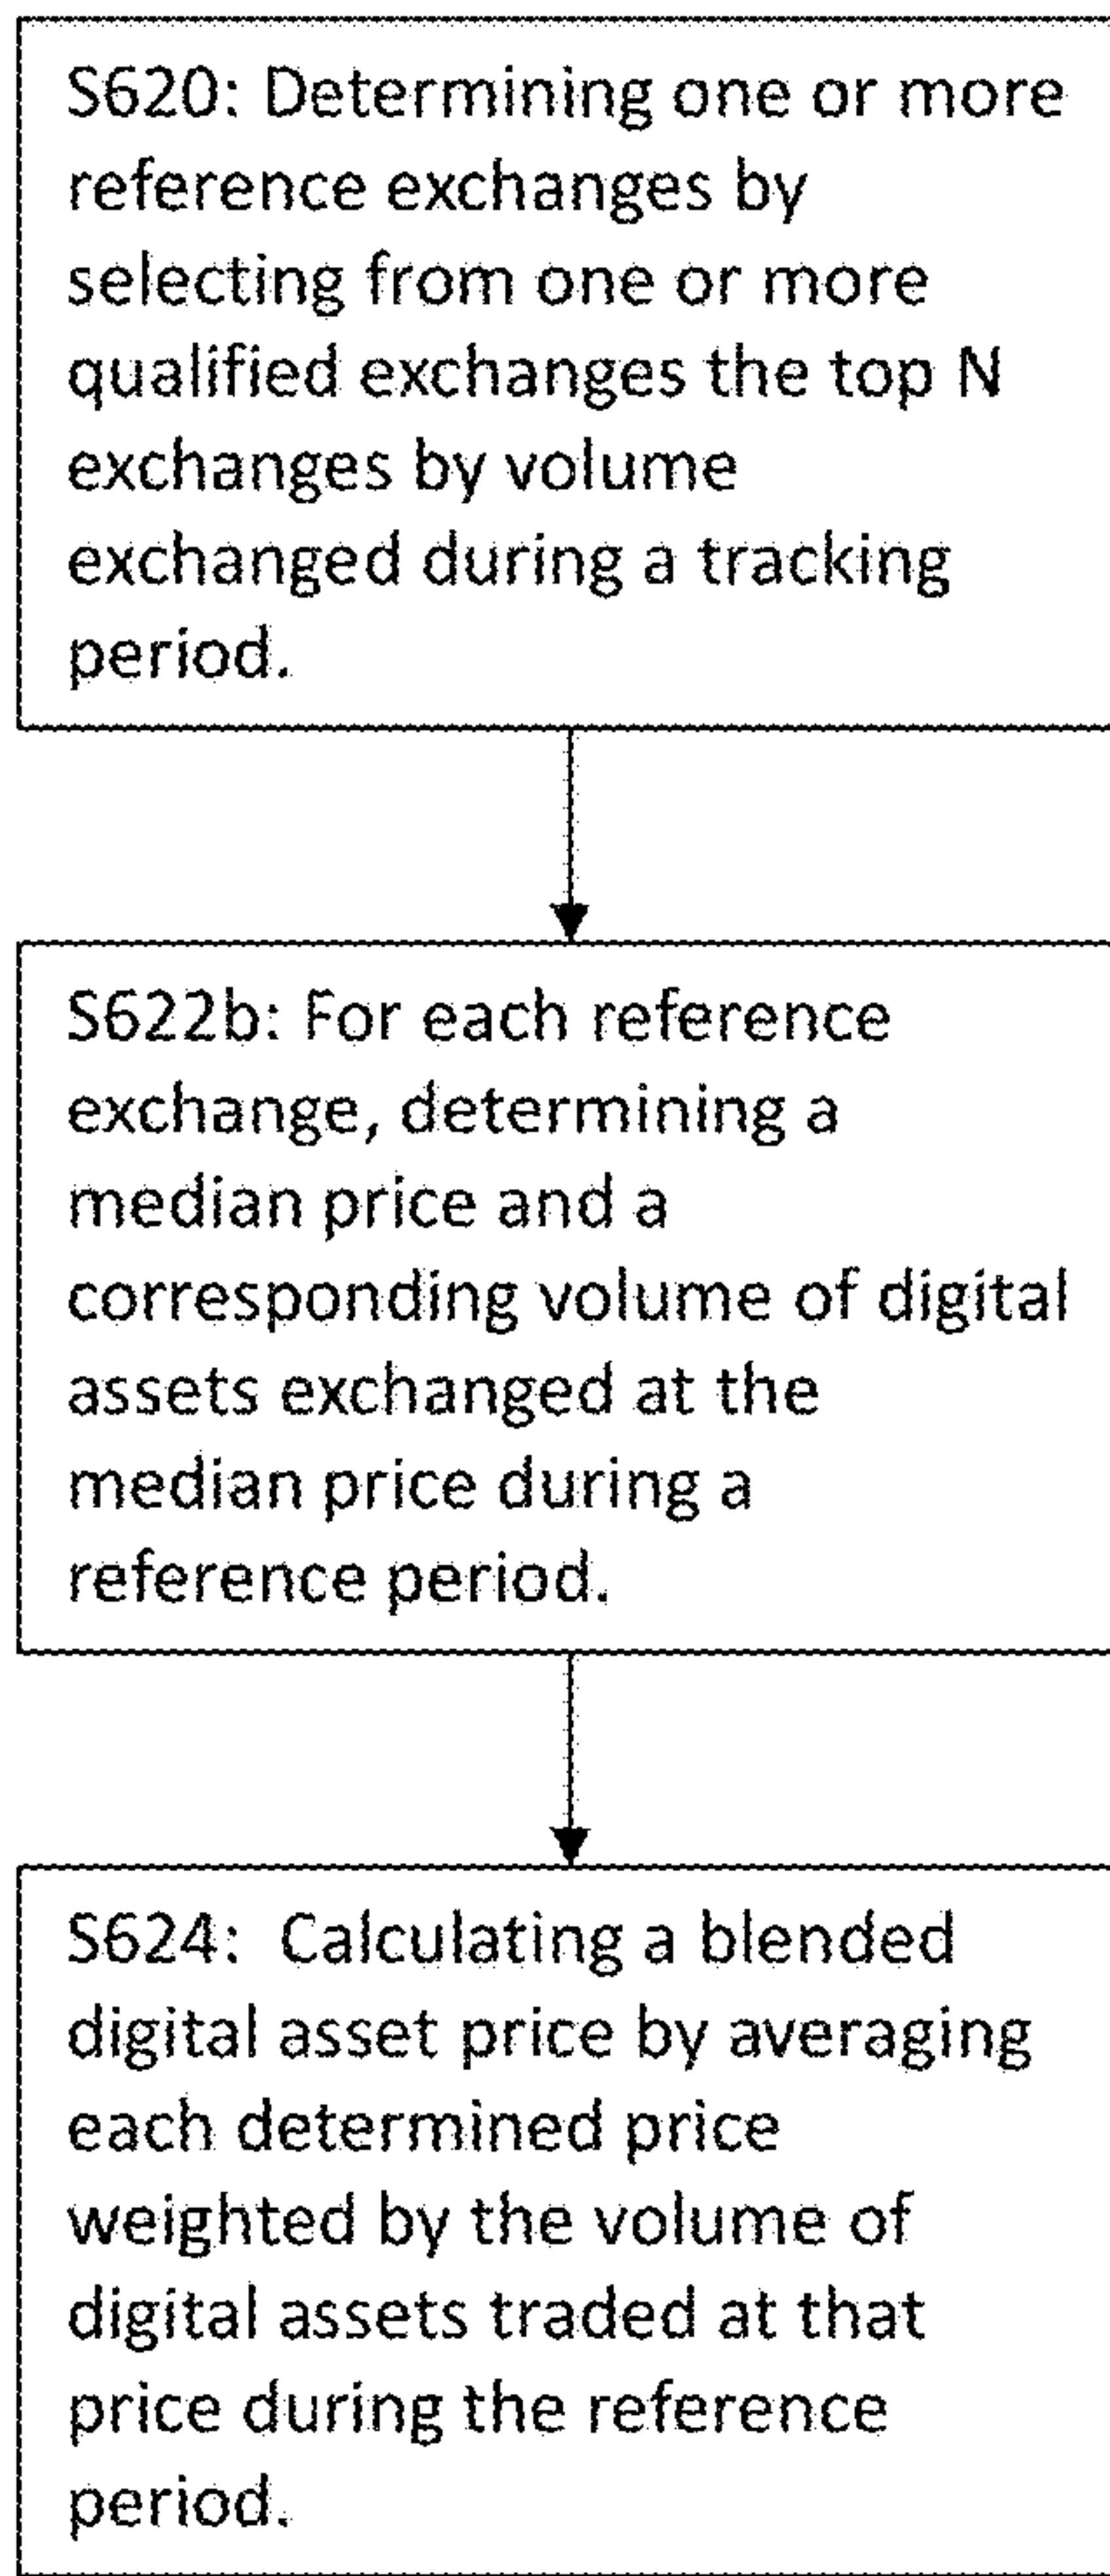 S620: Determining one or more
reference exchanges by
selecting from one or more
qualified exchanges the top N
exchanges by volume
exchanged during a tracking
period.
S622b: For each reference
exchange, determining a
median price and a
corresponding volume of digital
assets exchanged at the
median price during a
reference period.
S624: Calculating a blended
digital asset price by averaging
each determined price
weighted by the volume of
digital assets traded at that
price during the reference
period.